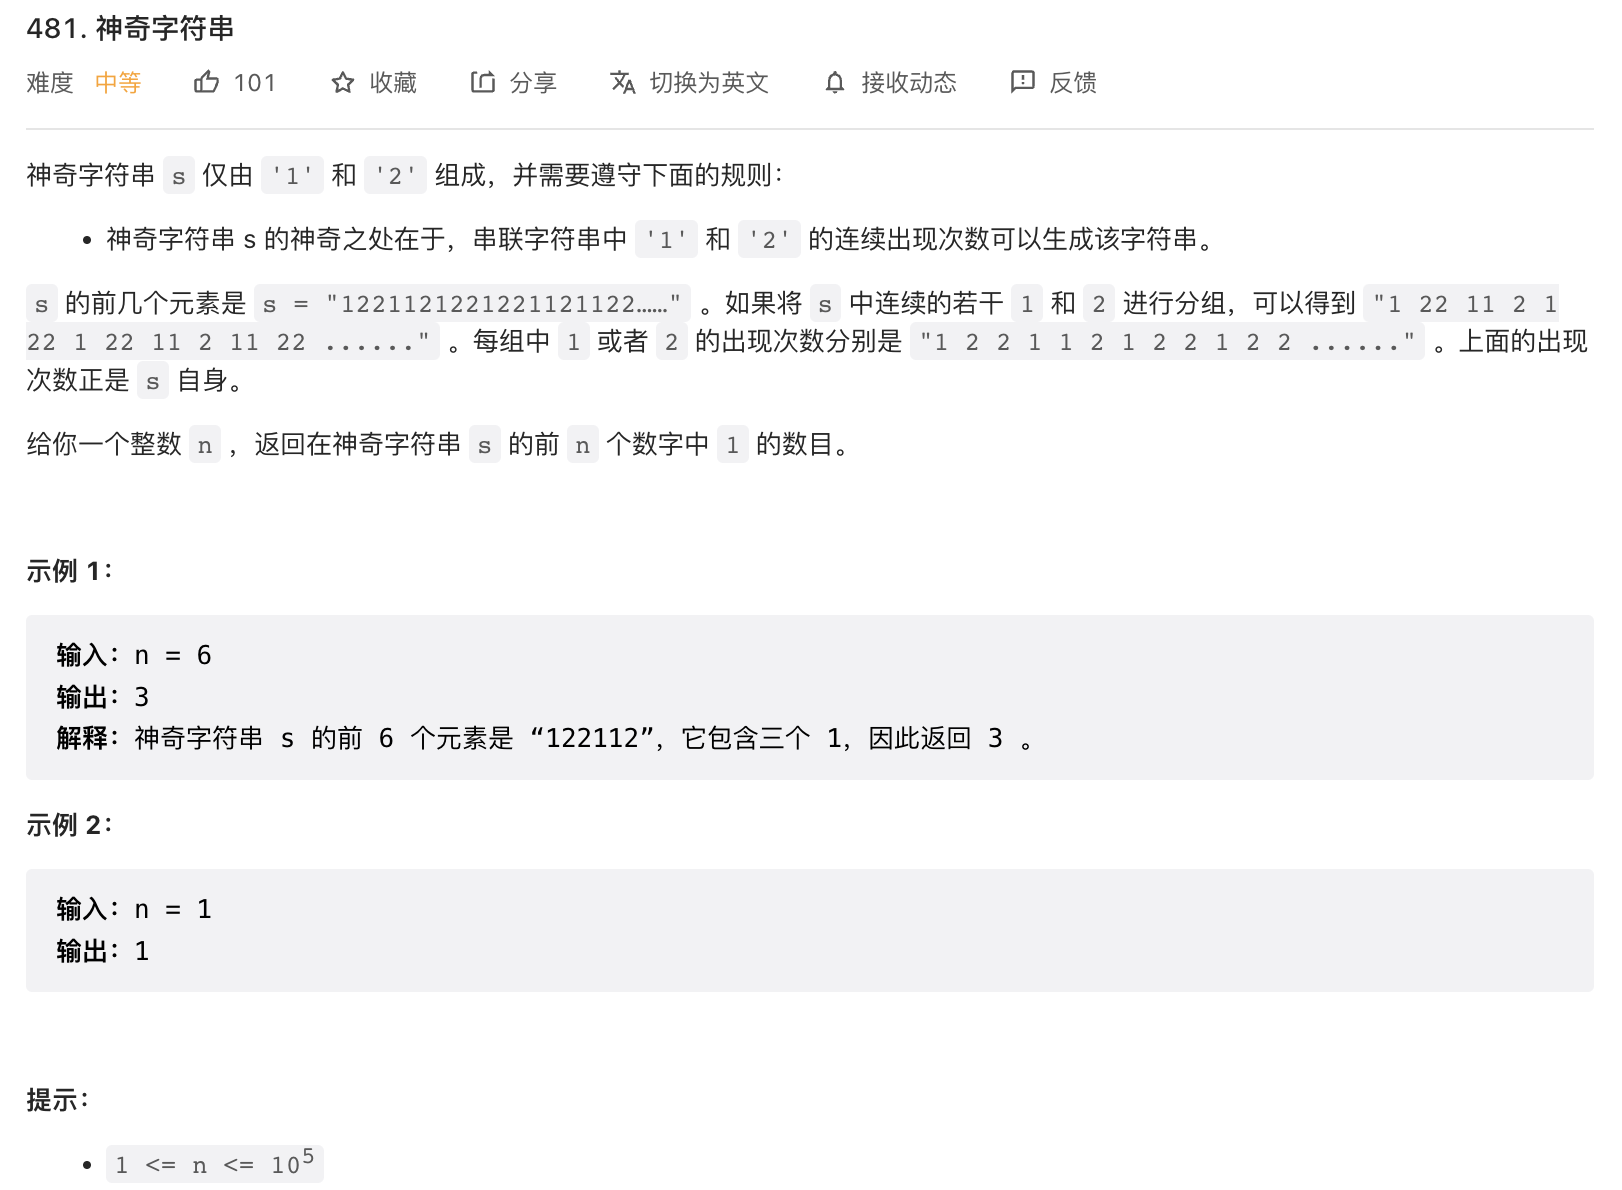 481. 神奇字符串
难度 中等 101 收藏 分享 切换为英文 接收动态 反馈
神奇字符串 s 仅由 '1' 和 '2' 组成，并需要遵守下面的规则：
• 神奇字符串 s 的神奇之处在于，串联字符串中 '1' 和 '2' 的连续出现次数可以生成该字符串。
s 的前几个元素是 s = "1221121221221121122……" 。如果将 s 中连续的若干 1 和 2 进行分组，可以得到 "1 22 11 2 1
22 1 22 11 2 11 22 ......" 。每组中 1 或者 2 的出现次数分别是 "1 2 2 1 1 2 1 2 2 1 2 2 ......" 。上面的出现
次数正是 s 自身。
给你一个整数 n ，返回在神奇字符串 s 的前 n 个数字中 1 的数目。
示例 1：
输入：n = 6
输出：3
解释：神奇字符串 s 的前 6 个元素是 “122112”，它包含三个 1，因此返回 3 。
示例 2：
输入：n = 1
输出：1
提示：
• 1 <= n <= 10⁵